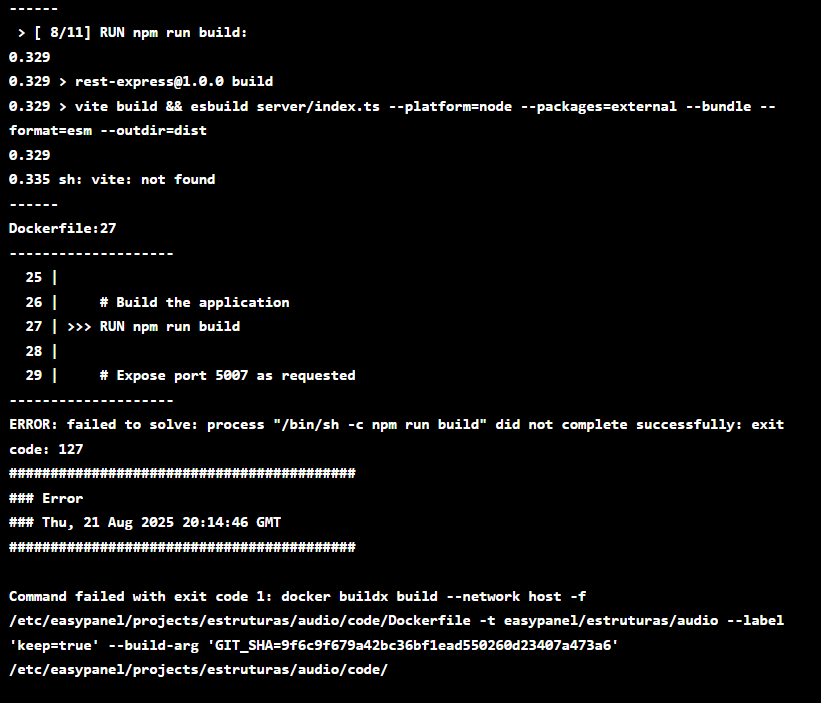 ------
> [ 8/11] RUN npm run build:
0.329
0.329 > rest-express@1.0.0 build
0.329 > vite build && esbuild server/index.ts --platform=node --packages=external --bundle --
format=esm --outdir=dist
0.329
0.335 sh: vite: not found
------
Dockerfile:27
--------------------
25 |
26 |     # Build the application
27 | >>> RUN npm run build
28 |
29 |     # Expose port 5007 as requested
--------------------
ERROR: failed to solve: process "/bin/sh -c npm run build" did not complete successfully: exit
code: 127
##########################################
### Error
### Thu, 21 Aug 2025 20:14:46 GMT
##########################################
Command failed with exit code 1: docker buildx build --network host -f
/etc/easypanel/projects/estruturas/audio/code/Dockerfile -t easypanel/estruturas/audio --label
'keep=true' --build-arg 'GIT_SHA=9f6c9f679a42bc36bf1ead550260d23407a473a6'
/etc/easypanel/projects/estruturas/audio/code/